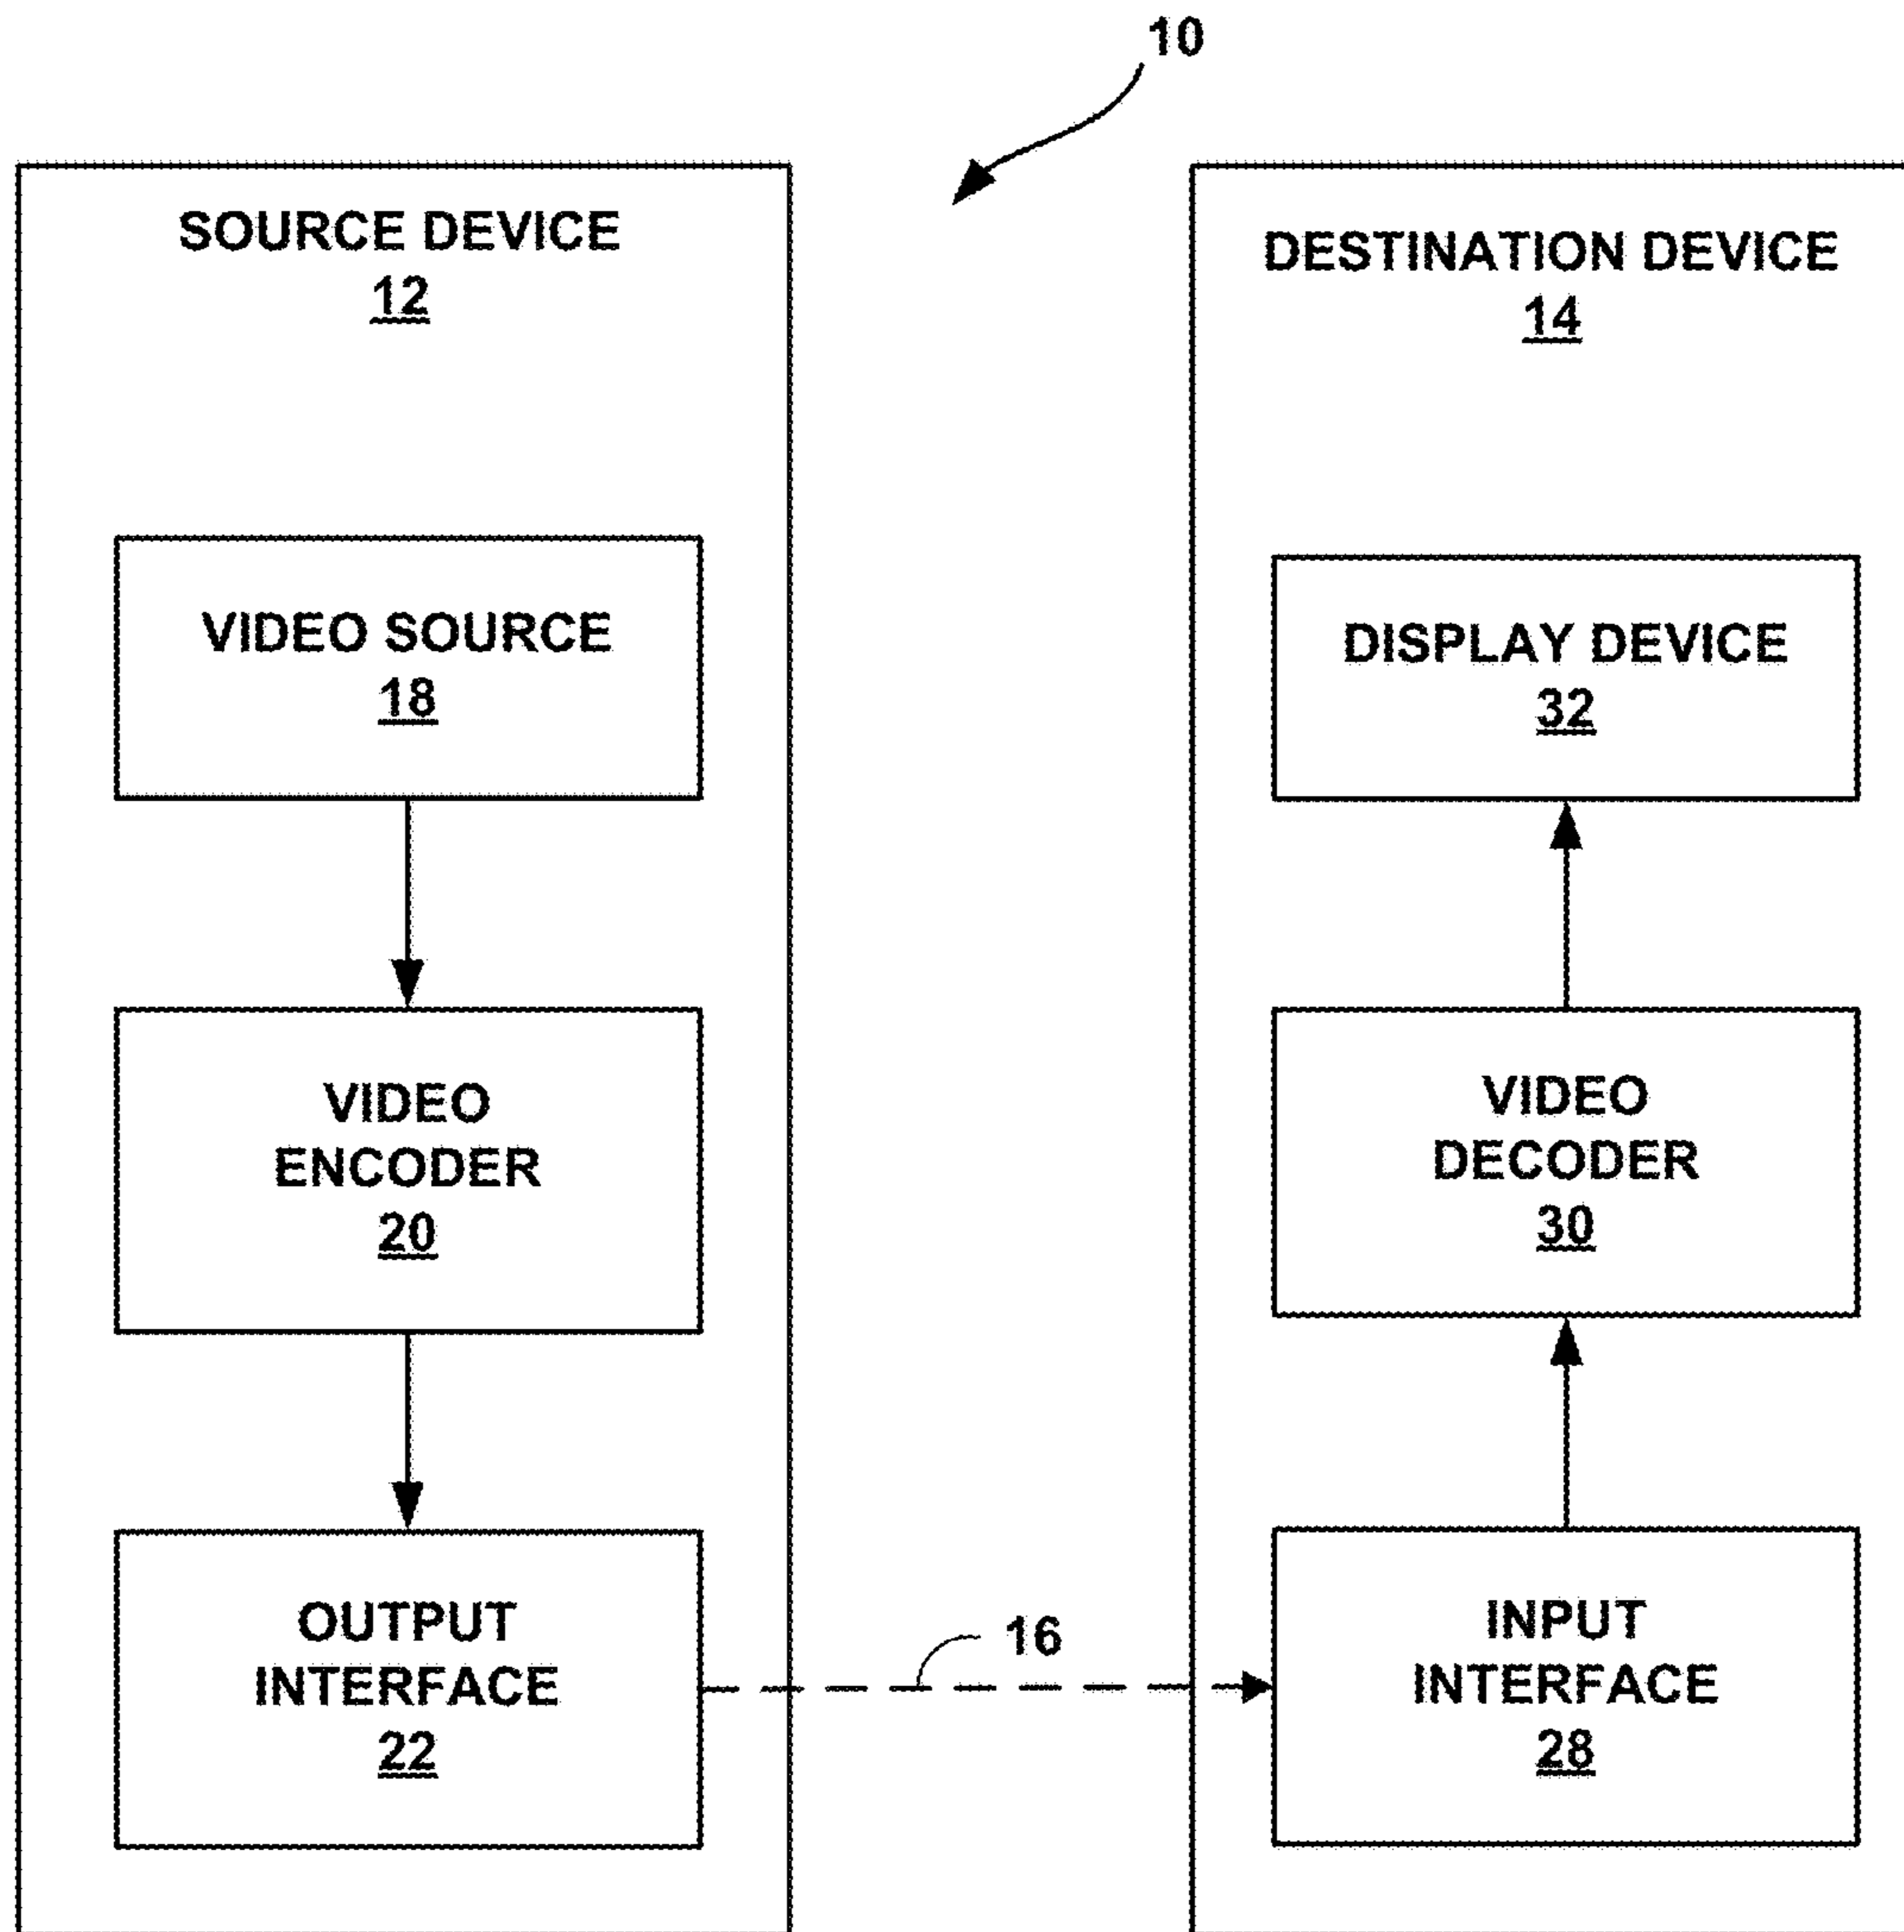 10
SOURCE DEVICE
12
VIDEO SOURCE
18
VIDEO
ENCODER
20
OUTPUT
INTERFACE
22
16
DESTINATION DEVICE
14
DISPLAY DEVICE
32
VIDEO
DECODER
30
INPUT
INTERFACE
28